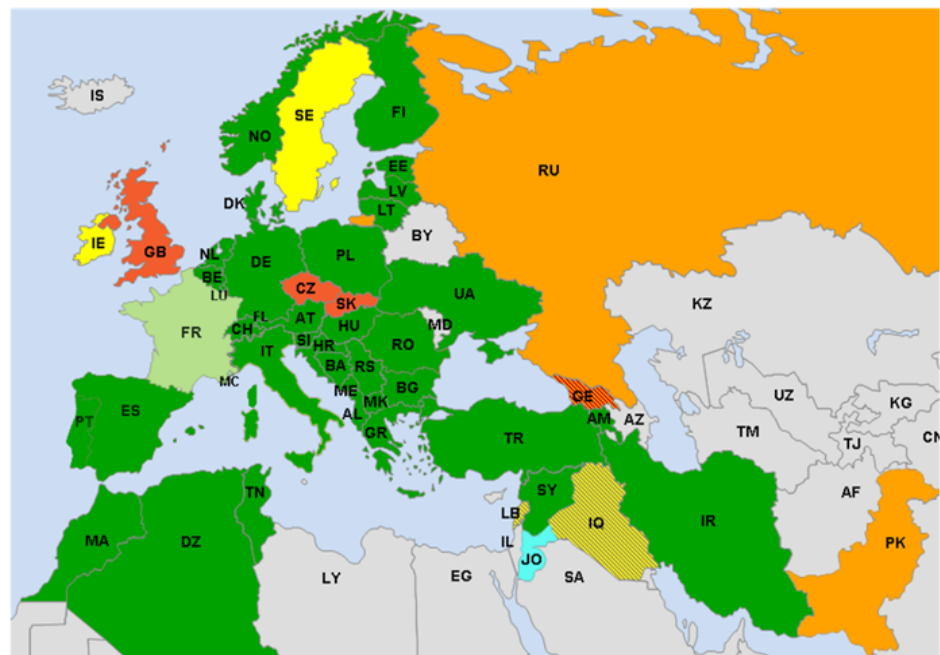 IS
SE
NO
FI
RU
EE
LV
DK
LT
BY
IE
GB
NL
DE
PL
BE
CZ
LU
UA
SK
KZ
FL
AT
FR
CH
HU
MD
SI
HR
RO
IT
BA
RS
MC
ME
BG
GE
UZ
KG
MK
PT
ES
AL
AM
AZ
TM
CN
GR
TR
TJ
TN
SY
AF
LB
IQ
IR
MA
DZ
IL
PK
JO
LY
EG
SA